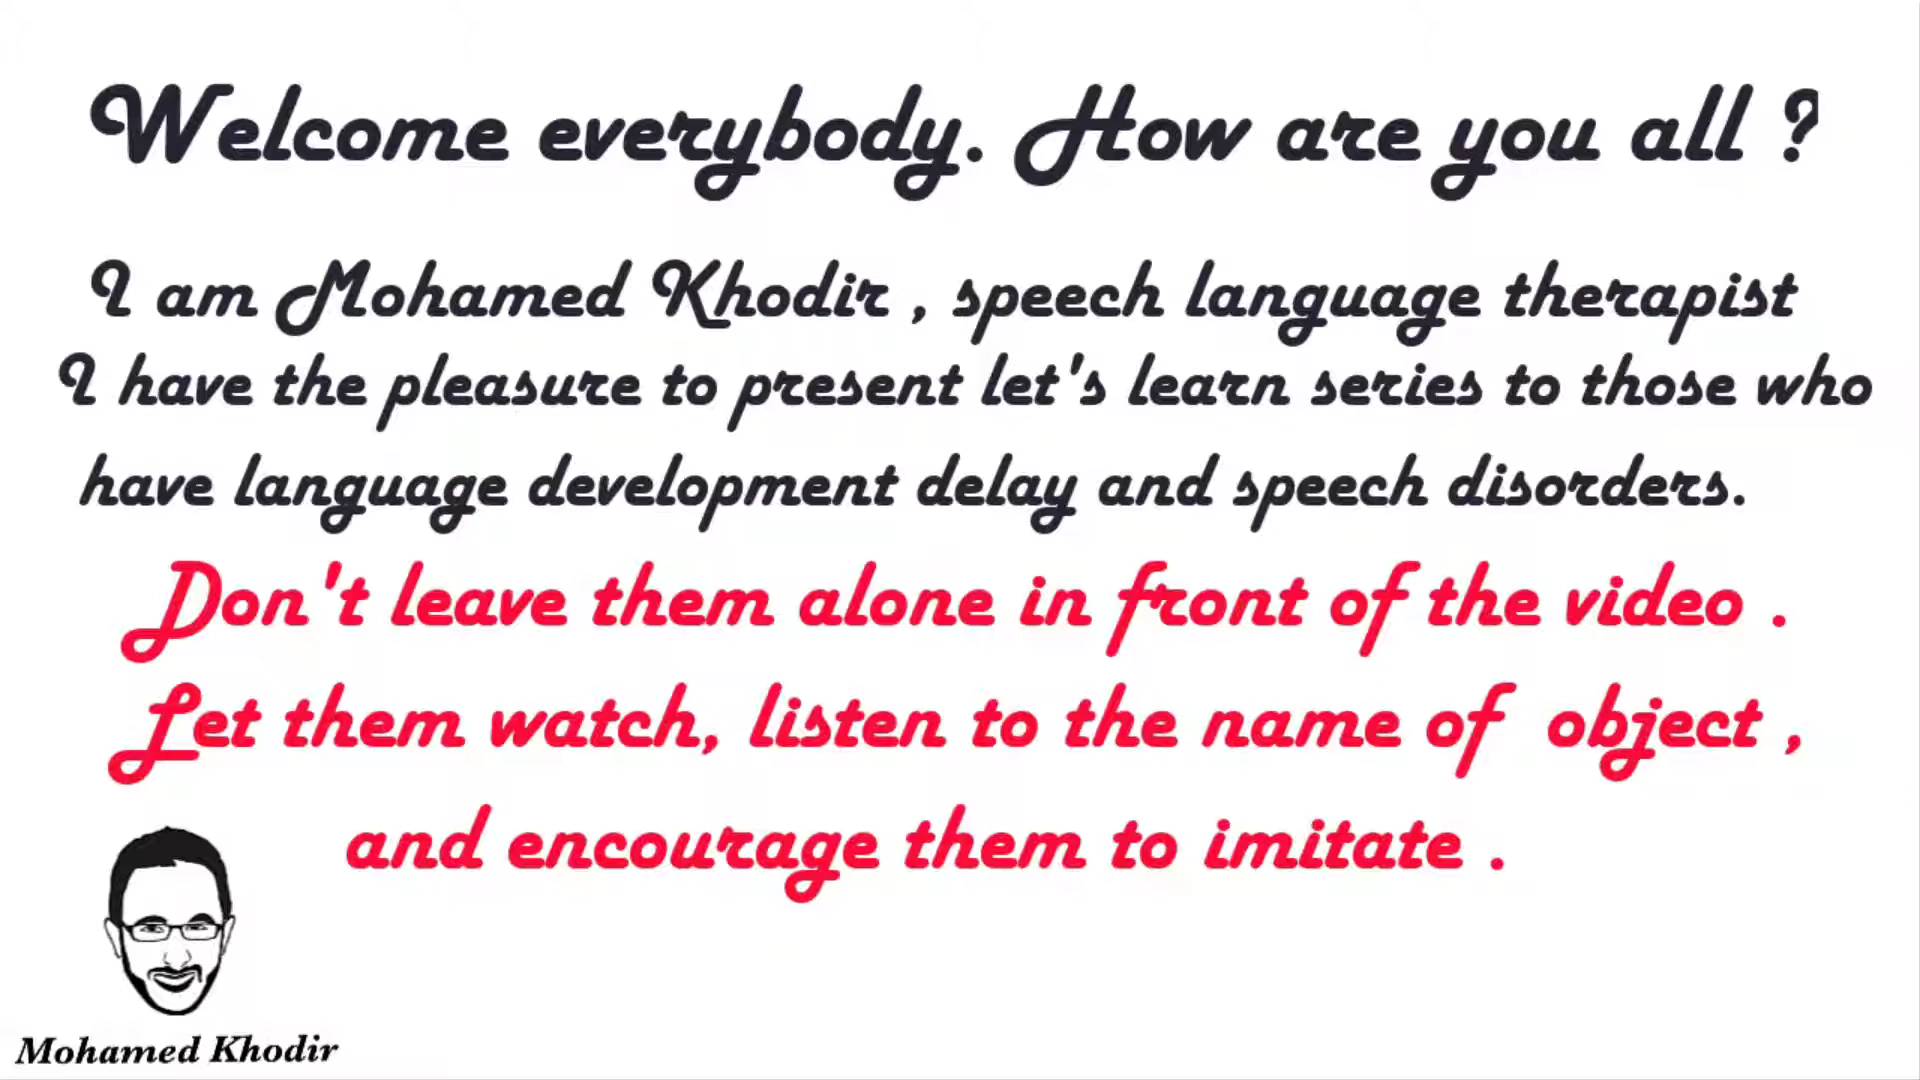 Welcome everybody. How are you all ?
I am Mohamed Khodir , speech language therapist
I have the pleasure to present let's learn series to those who
have language development delay and speech disorders.
Don't leave them alone in front of the video .
Let them watch, listen to the name of object ,
and encourage them to imitate .
Mohamed Khodir